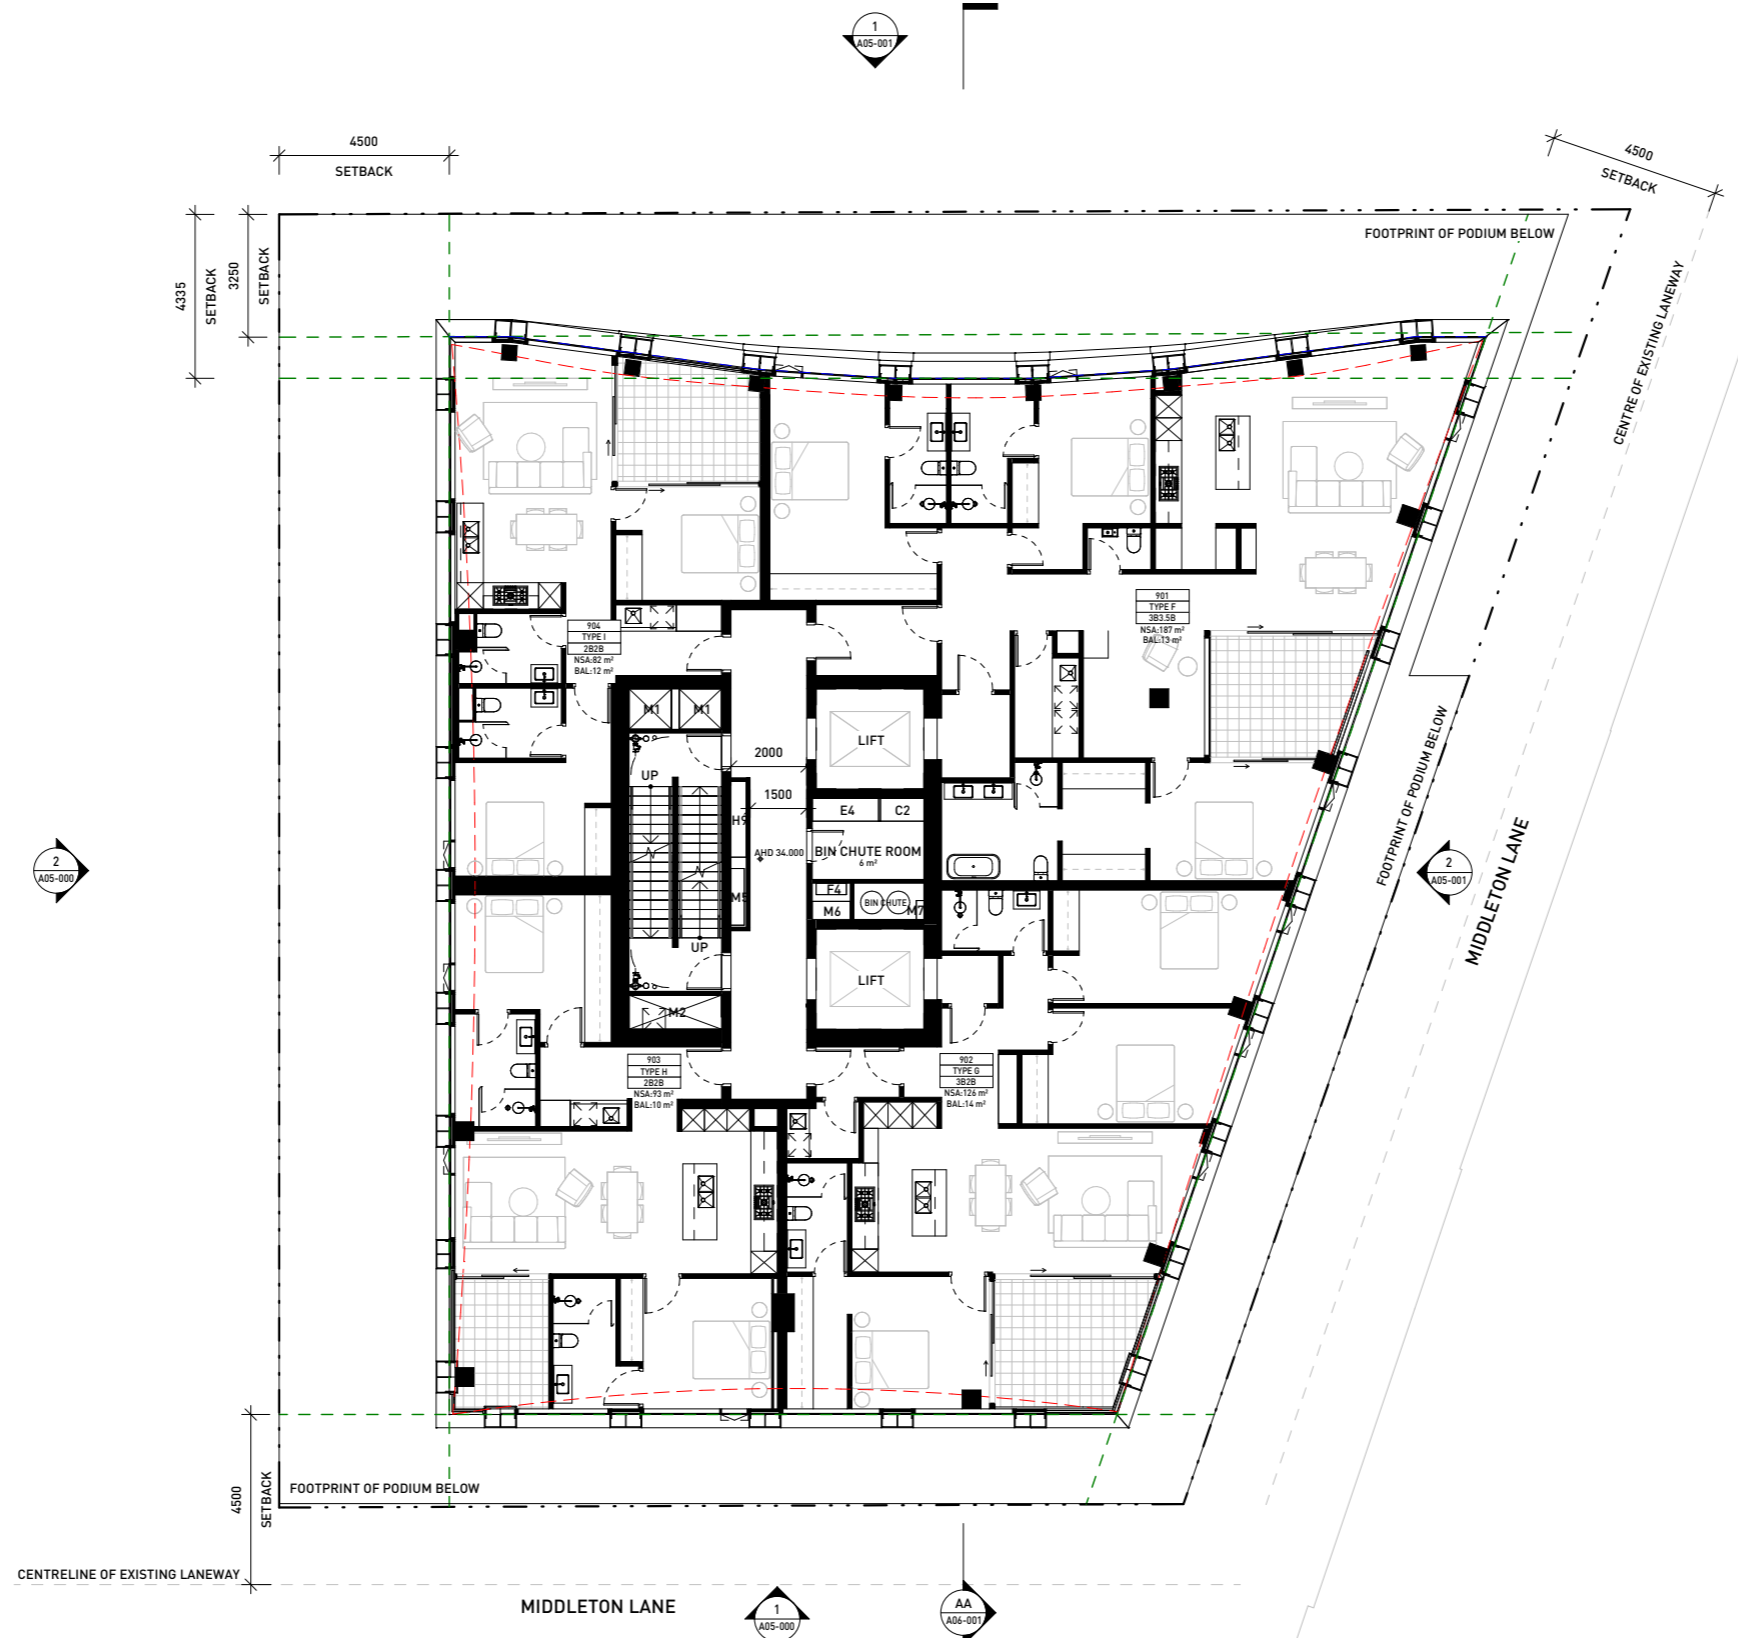 1
A05-001
4500
SETBACK
4500
SETBACK
4335
SETBACK
3250
SETBACK
FOOTPRINT OF PODIUM BELOW
CENTRE OF EXISTING LANEWAY
901
TYPE F
3B3.5B
NSA:187 m²
BAL:13 m²
904
TYPE I
2B2B
NSA:82 m²
BAL:12 m²
M1
M1
LIFT
2000
UP
1500
H9
E4
C2
AHD 34.000
BIN CHUTE ROOM
6 m²
M5
F4
M6
BIN CHUTE
M7
UP
LIFT
M2
2
A05-000
FOOTPRINT OF PODIUM BELOW
2
A05-001
MIDDLETON LANE
903
TYPE H
2B2B
NSA:93 m²
BAL:10 m²
902
TYPE G
3B2B
NSA:126 m²
BAL:14 m²
4500
SETBACK
FOOTPRINT OF PODIUM BELOW
CENTRELINE OF EXISTING LANEWAY
MIDDLETON LANE
1
A05-000
AA
A06-001